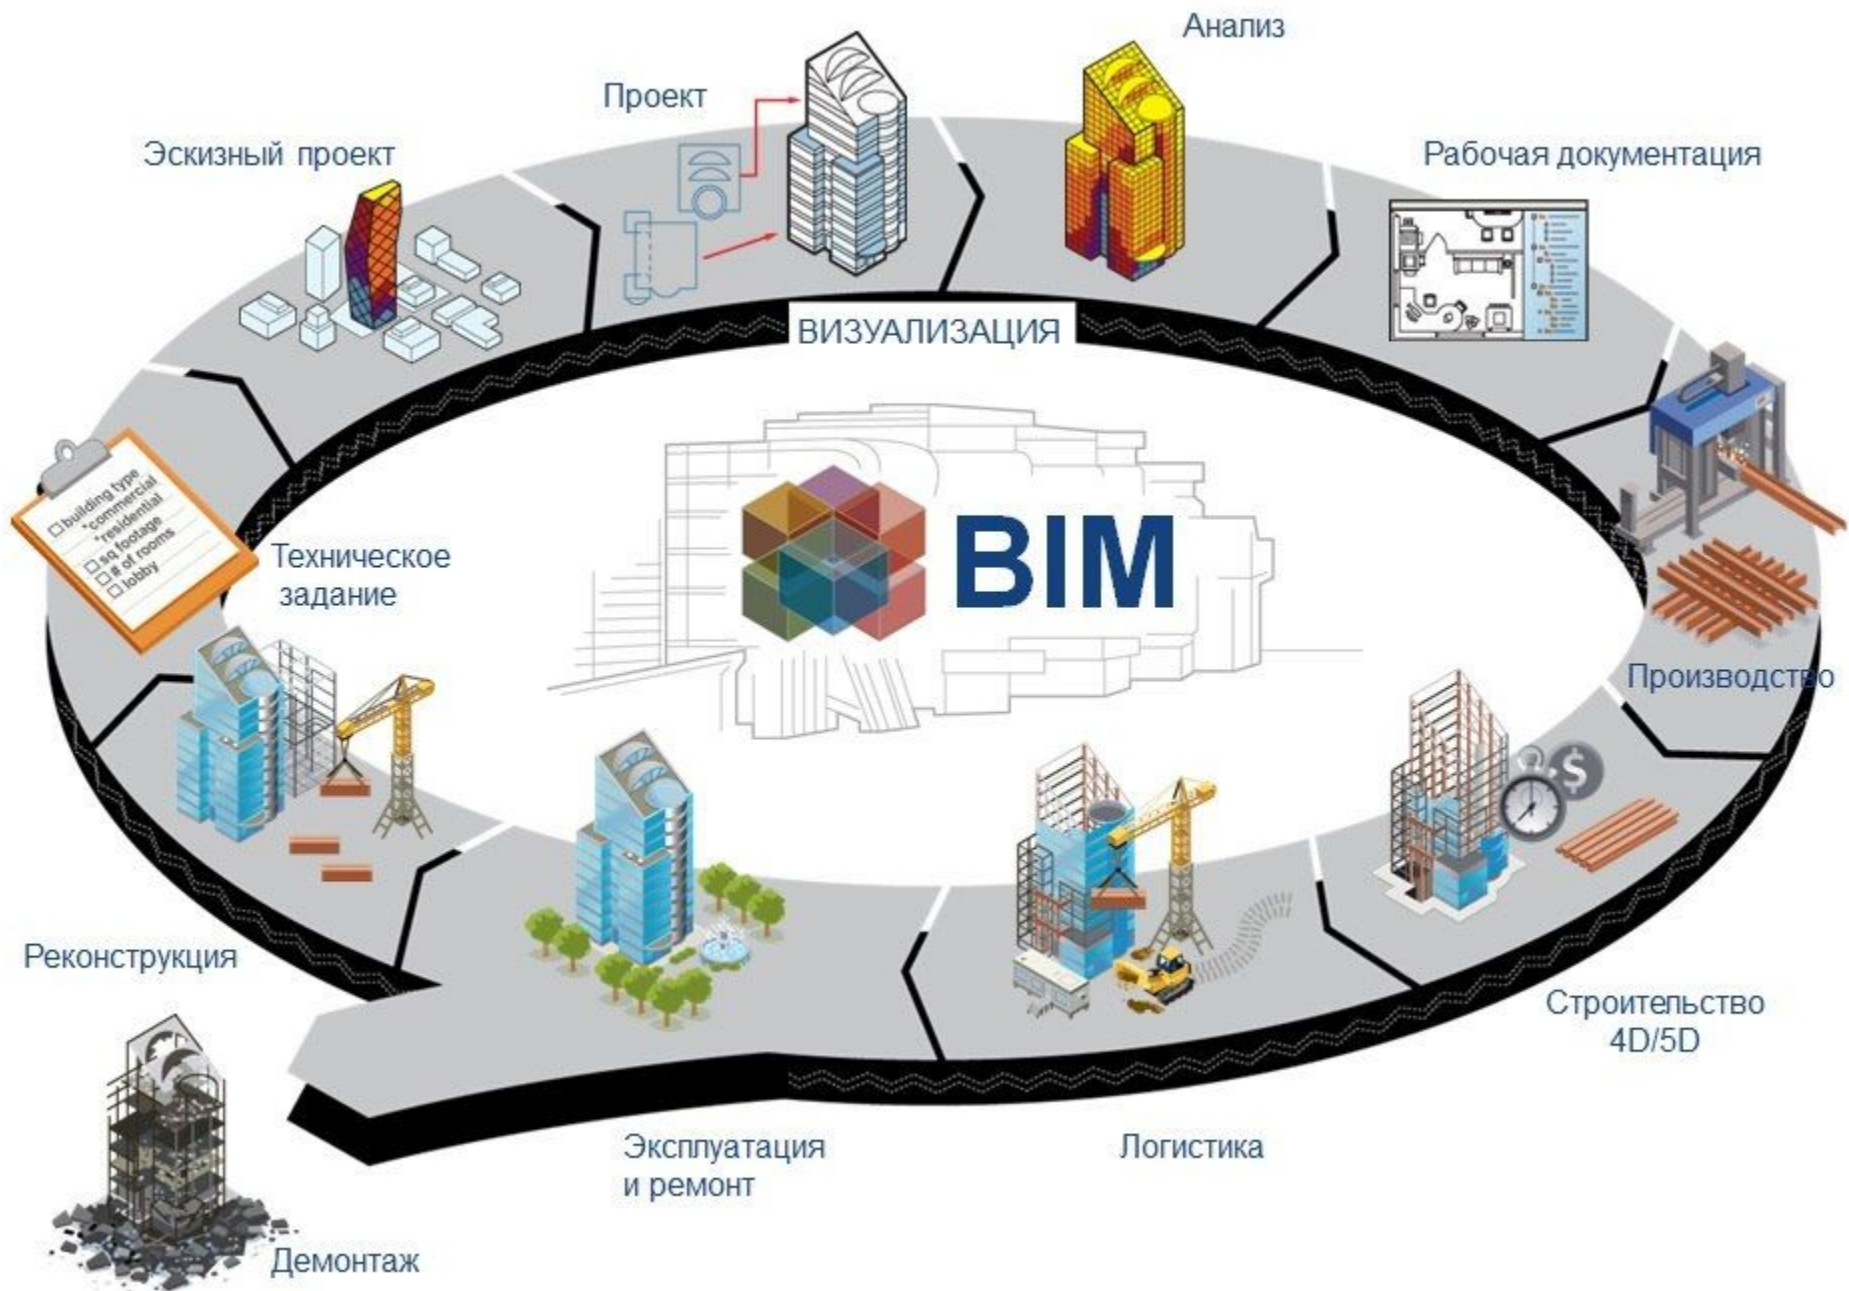 Анализ
Проект
Эскизный проект
Рабочая документация
ВИЗУАЛИЗАЦИЯ
building type
*commercial
*residential
sq footage
# of rooms
lobby
Техническое
задание
BIM
Производство
$
Реконструкция
Строительство
4D/5D
Эксплуатация
и ремонт
Логистика
Демонтаж